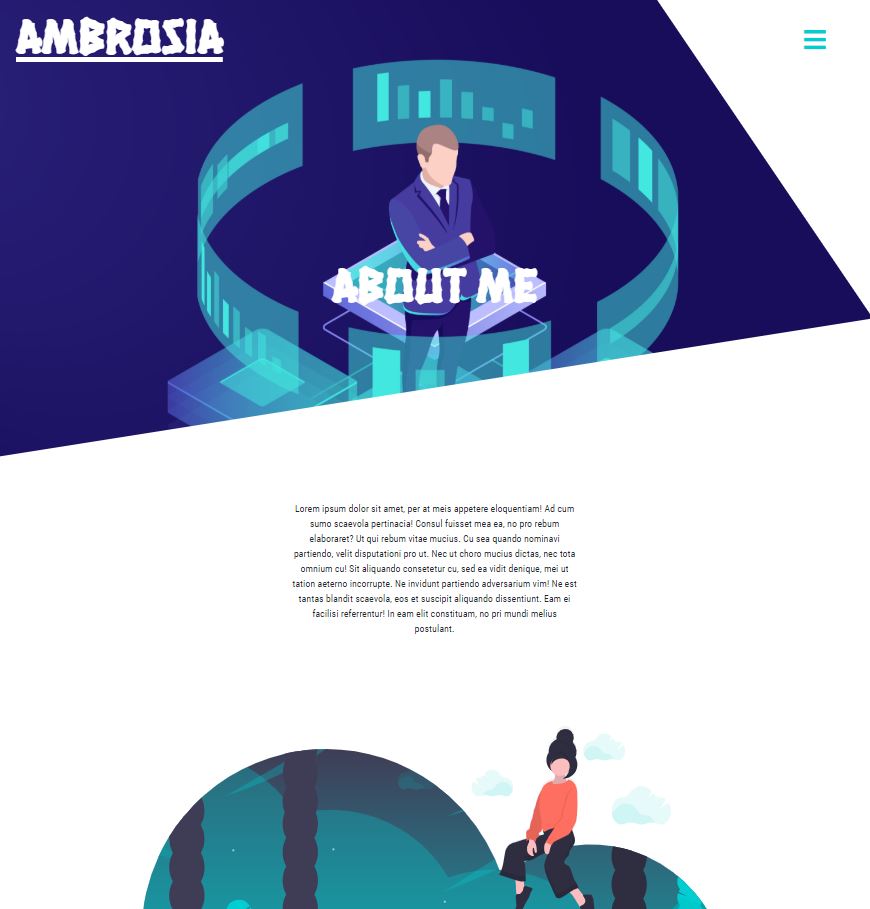 AMBROSIA
ABOUT ME
Lorem ipsum dolor sit amet, per at meis appetere eloquentiam! Ad cum
sumo scaevola pertinacia! Consul fuisset mea ea, no pro rebum
elaboraret? Ut qui rebum vitae mucius. Cu sea quando nominavi
partiendo, velit disputationi pro ut. Nec ut choro mucius dictas, nec tota
omnium cu! Sit aliquando consetetur cu, sed ea vidit denique, mei ut
tation aeterno incorrupte. Ne invidunt partiendo adversarium vim! Ne est
tantas blandit scaevola, eos et suscipit aliquando dissentiunt. Eam ei
facilisi referrentur! In eam elit constituam, no pri mundi melius
postulant.